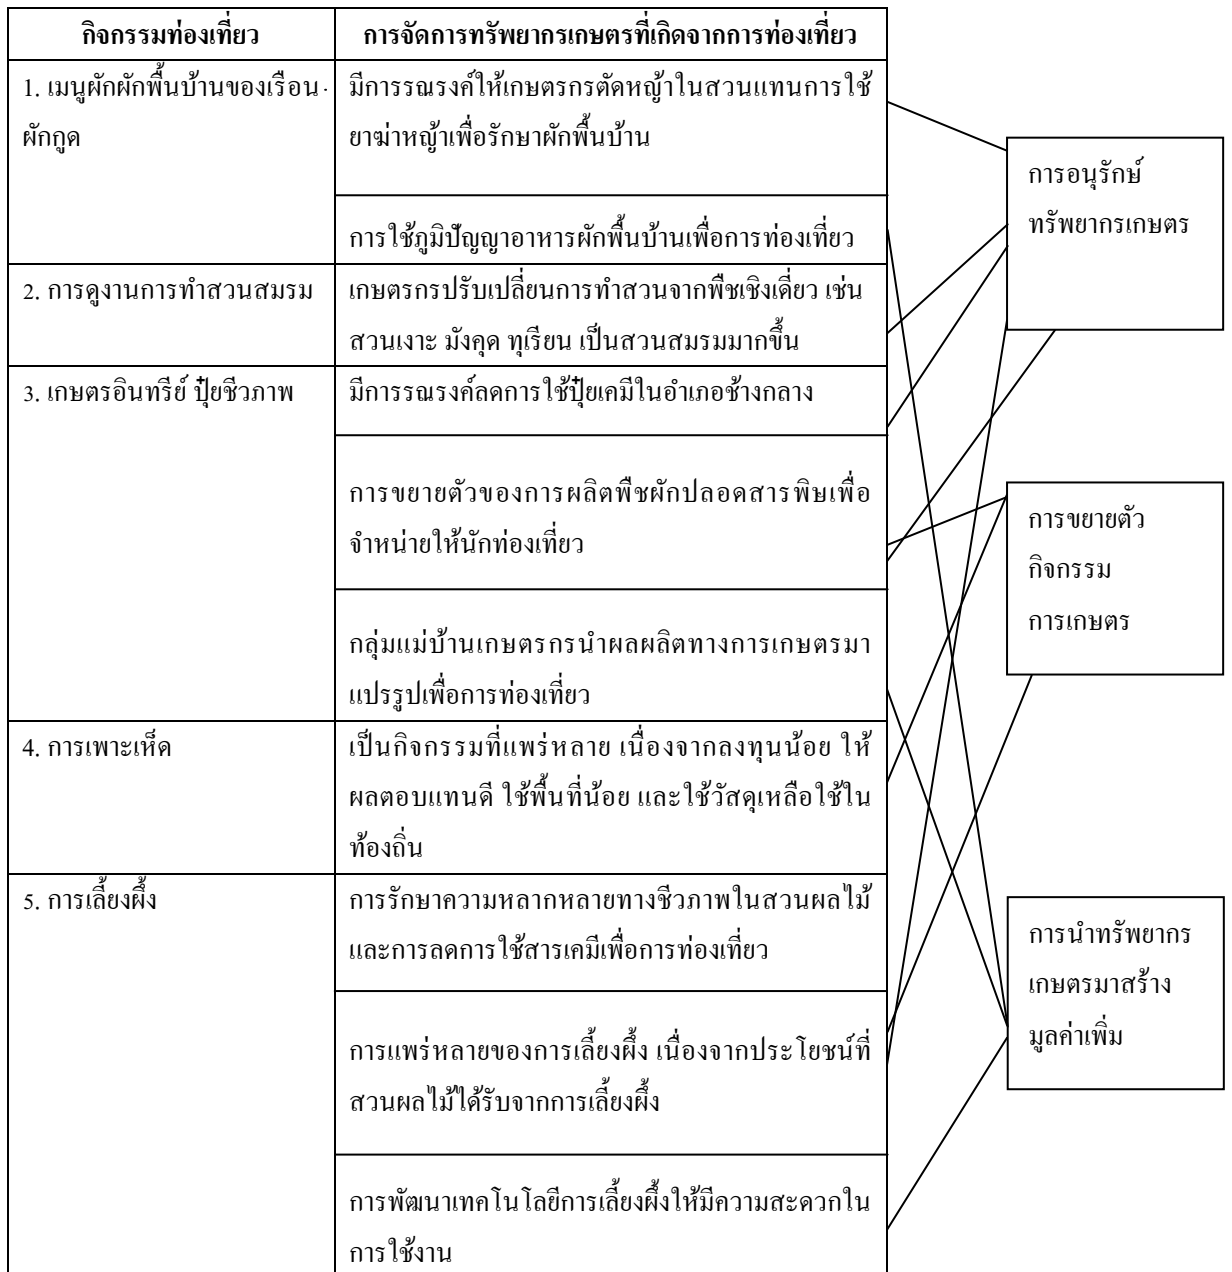 กิจกรรมท่องเที่ยว
การจัดการทรัพยากรเกษตรที่เกิดจากการท่องเที่ยว
1. เมนูผักผักพื้นบ้านของเรือน
ผักกูด
มีการรณรงค์ให้เกษตรกรตัดหญ้าในสวนแทนการใช้
ยาฆ่าหญ้าเพื่อรักษาผักพื้นบ้าน
การใช้ภูมิปัญญาอาหารผักพื้นบ้านเพื่อการท่องเที่ยว
2. การดูงานการทำสวนสมรม
เกษตรกรปรับเปลี่ยนการทำสวนจากพืชเชิงเดี่ยว เช่น
สวนเงาะ มังคุด ทุเรียน เป็นสวนสมรมมากขึ้น
3. เกษตรอินทรีย์ ปุ๋ยชีวภาพ
มีการรณรงค์ลดการใช้ปุ๋ยเคมีในอำเภอช้างกลาง
การขยายตัวของการผลิตพืชผักปลอดสารพิษเพื่อ
จำหน่ายให้นักท่องเที่ยว
กลุ่มแม่บ้านเกษตรกรนำผลผลิตทางการเกษตรมา
แปรรูปเพื่อการท่องเที่ยว
4. การเพาะเห็ด
เป็นกิจกรรมที่แพร่หลาย เนื่องจากลงทุนน้อย ให้
ผลตอบแทนดี ใช้พื้นที่น้อย และใช้วัสดุเหลือใช้ใน
ท้องถิ่น
5. การเลี้ยงผึ้ง
การรักษาความหลากหลายทางชีวภาพในสวนผลไม้
และการลดการใช้สารเคมีเพื่อการท่องเที่ยว
การแพร่หลายของการเลี้ยงผึ้ง เนื่องจากประโยชน์ที่
สวนผลไม้ได้รับจากการเลี้ยงผึ้ง
การพัฒนาเทคโนโลยีการเลี้ยงผึ้งให้มีความสะดวกใน
การใช้งาน
การอนุรักษ์
ทรัพยากรเกษตร
การขยายตัว
กิจกรรม
การเกษตร
การนำทรัพยากร
เกษตรมาสร้าง
มูลค่าเพิ่ม